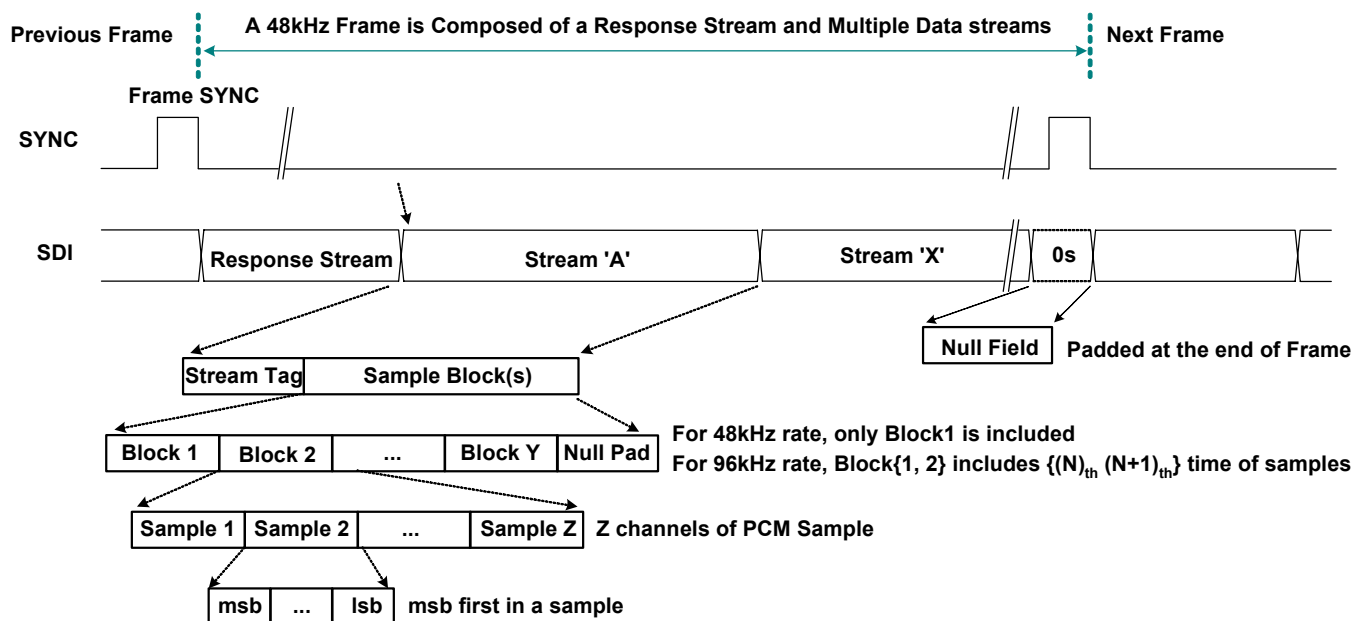 A 48kHz Frame is Composed of a Response Stream and Multiple Data streams
Previous Frame
Next Frame
Frame SYNC
SYNC
SDI
Response Stream
Stream 'A'
Stream 'X'
0s
Null Field
Padded at the end of Frame
Stream Tag
Sample Block(s)
Block 1
Block 2
...
Block Y
Null Pad
For 48kHz rate, only Block1 is included
For 96kHz rate, Block{1, 2} includes {(N)th (N+1)th} time of samples
Sample 1
Sample 2
...
Sample Z
Z channels of PCM Sample
msb
...
lsb
msb first in a sample